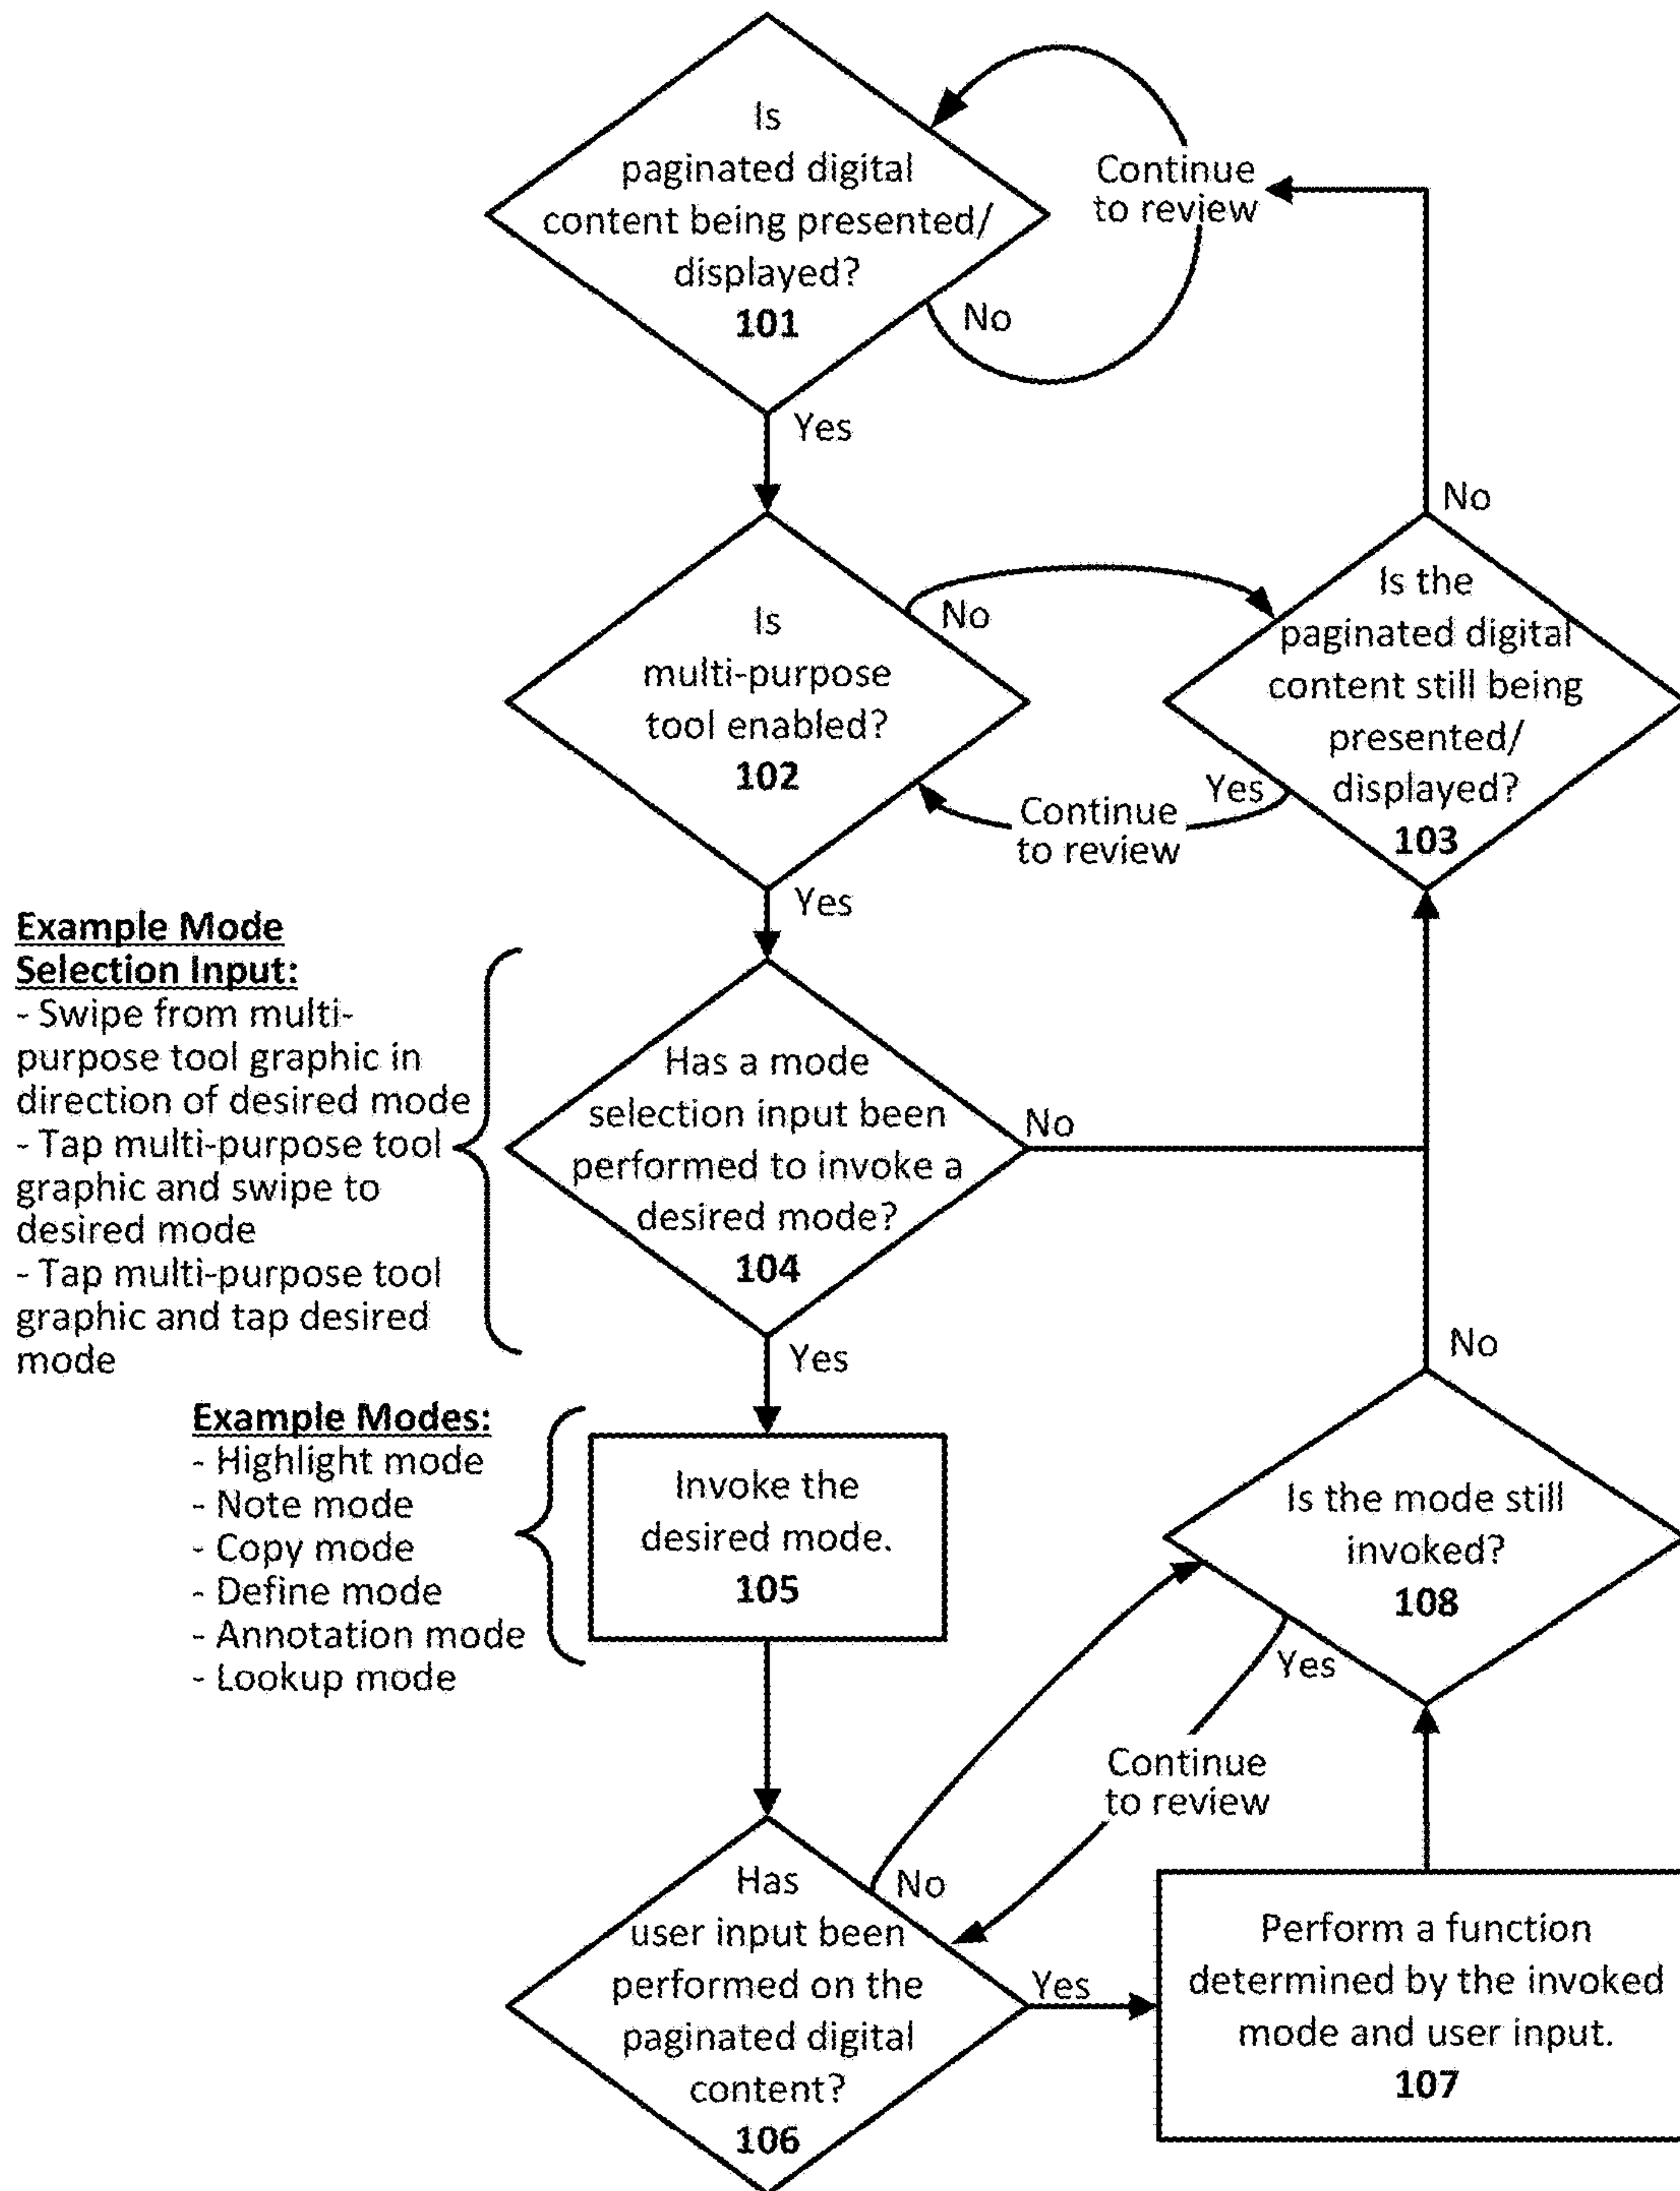 Is
paginated digital
content being presented/
displayed?
101
Continue
to review
No
Yes
No
Is
multi-purpose
tool enabled?
102
No
Is the
paginated digital
content still being
presented/
displayed?
103
Yes
Continue
to review
Yes
Example Mode
Selection Input:
- Swipe from multi-
purpose tool graphic in
direction of desired mode
- Tap multi-purpose tool
graphic and swipe to
desired mode
- Tap multi-purpose tool
graphic and tap desired
mode
Has a mode
selection input been
performed to invoke a
desired mode?
104
No
Yes
No
Example Modes:
- Highlight mode
- Note mode
- Copy mode
- Define mode
- Annotation mode
- Lookup mode
Invoke the
desired mode.
105
Is the mode still
invoked?
108
Yes
Continue
to review
Has
user input been
performed on the
paginated digital
content?
106
No
Yes
Perform a function
determined by the invoked
mode and user input.
107